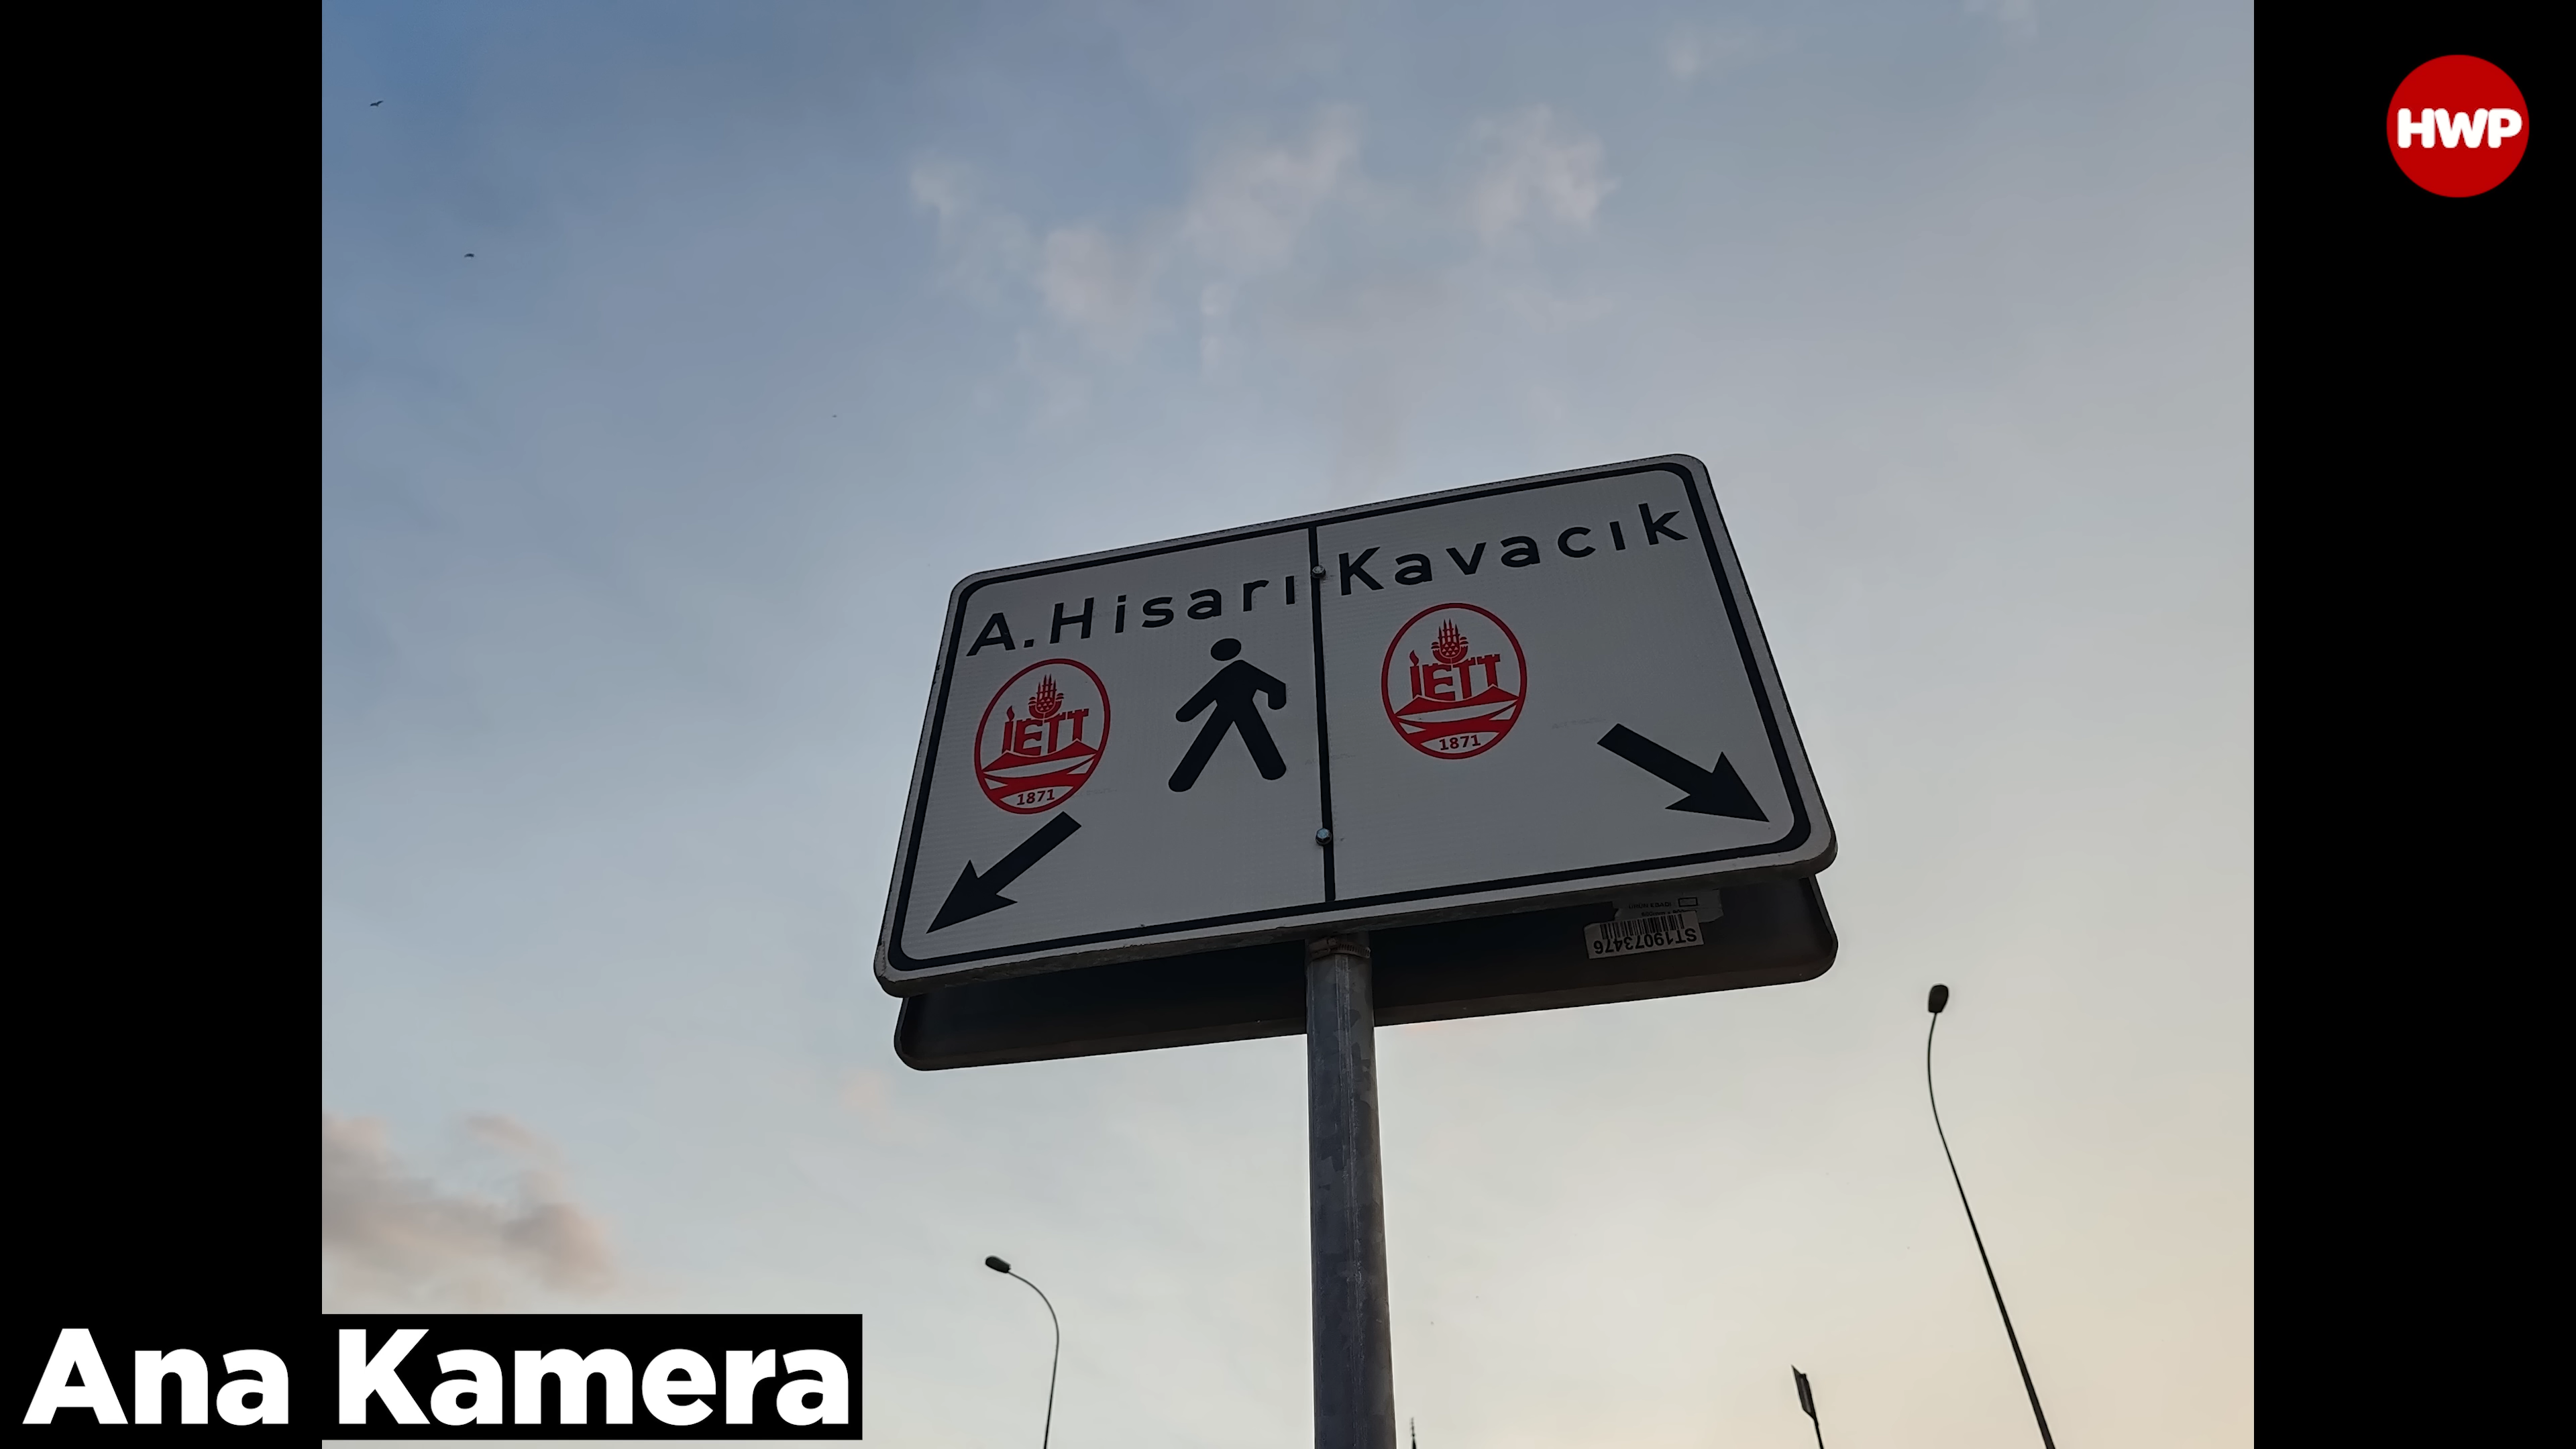 HWP
A.Hisarı Kavacık
İETT
1871
İETT
1871
ST19073476
Ana Kamera